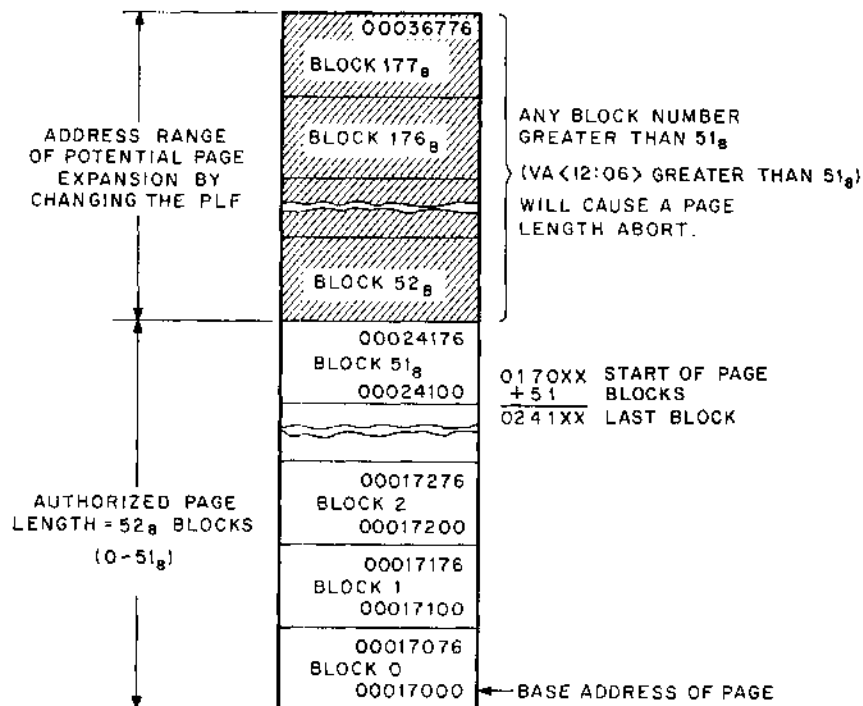 00036776
BLOCK 177₈
BLOCK 176₈
BLOCK 52₈
ADDRESS RANGE
OF POTENTIAL PAGE
EXPANSION BY
CHANGING THE PLF
ANY BLOCK NUMBER
GREATER THAN 51₈
(VA<12:06> GREATER THAN 51₈)
WILL CAUSE A PAGE
LENGTH ABORT.
00024176
BLOCK 51₈
00024100
0170XX START OF PAGE
+51 BLOCKS
0241XX LAST BLOCK
AUTHORIZED PAGE
LENGTH = 52₈ BLOCKS
(0-51₈)
00017276
BLOCK 2
00017200
00017176
BLOCK 1
00017100
00017076
BLOCK 0
00017000
BASE ADDRESS OF PAGE